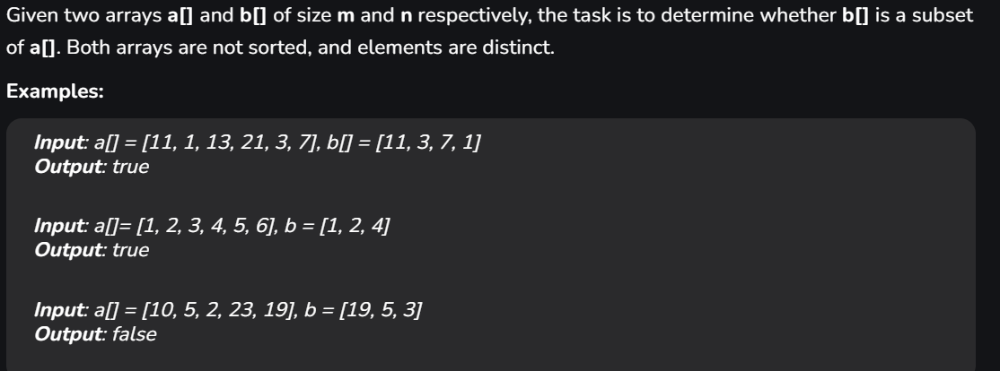 Given two arrays a[] and b[] of size m and n respectively, the task is to determine whether b[] is a subset
of a[]. Both arrays are not sorted, and elements are distinct.
Examples:
Input: a[] = [11, 1, 13, 21, 3, 7], b[] = [11, 3, 7, 1]
Output: true
Input: a[]= [1, 2, 3, 4, 5, 6], b = [1, 2, 4]
Output: true
Input: a[] = [10, 5, 2, 23, 19], b = [19, 5, 3]
Output: false